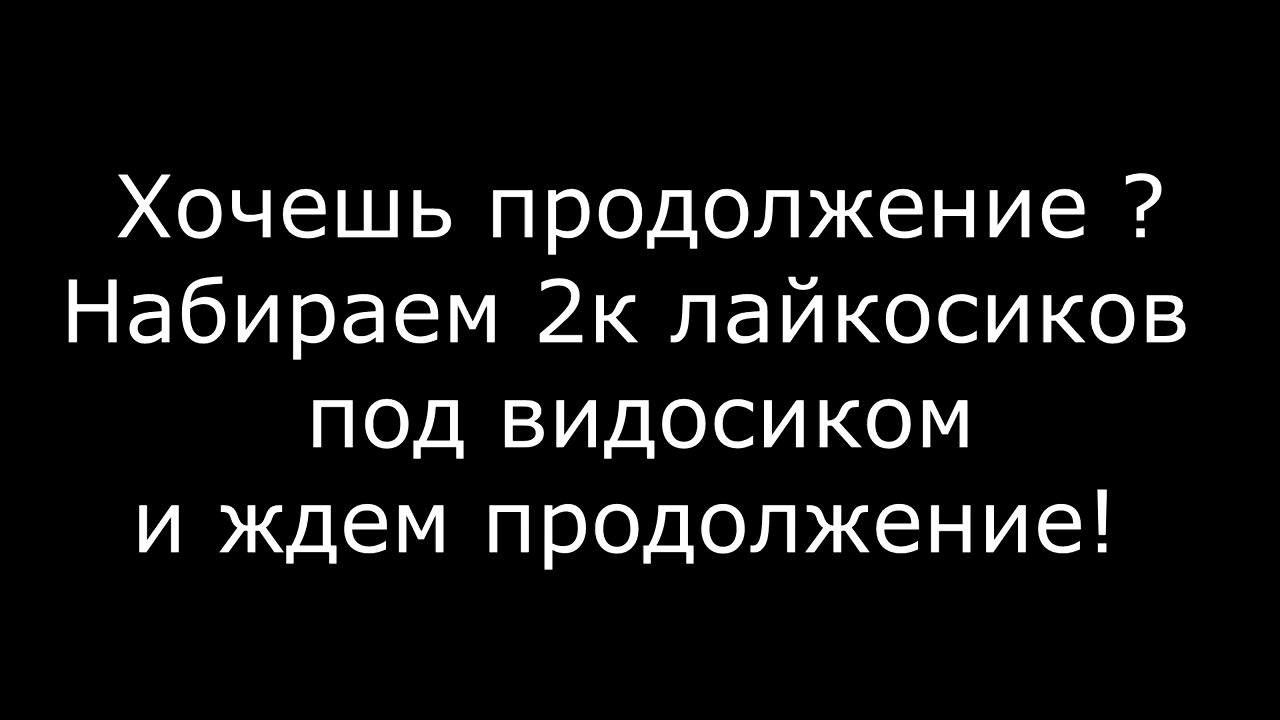 Хочешь продолжение ?
Набираем 2к лайкосиков
под видосиком
и ждем продолжение!